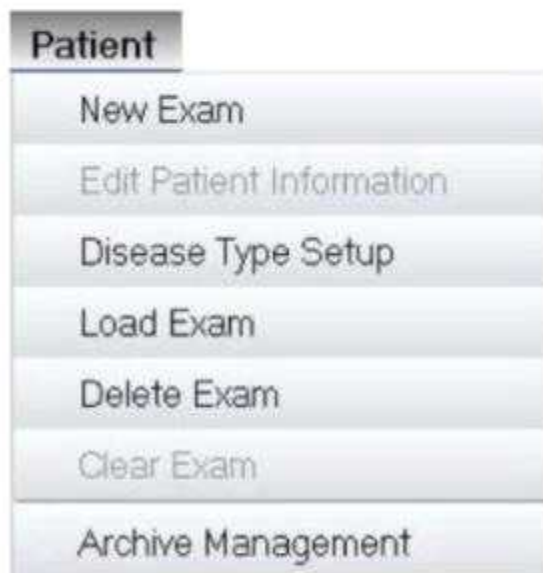 Patient
New Exam
Edit Patient Information
Disease Type Setup
Load Exam
Delete Exam
Clear Exam
Archive Management